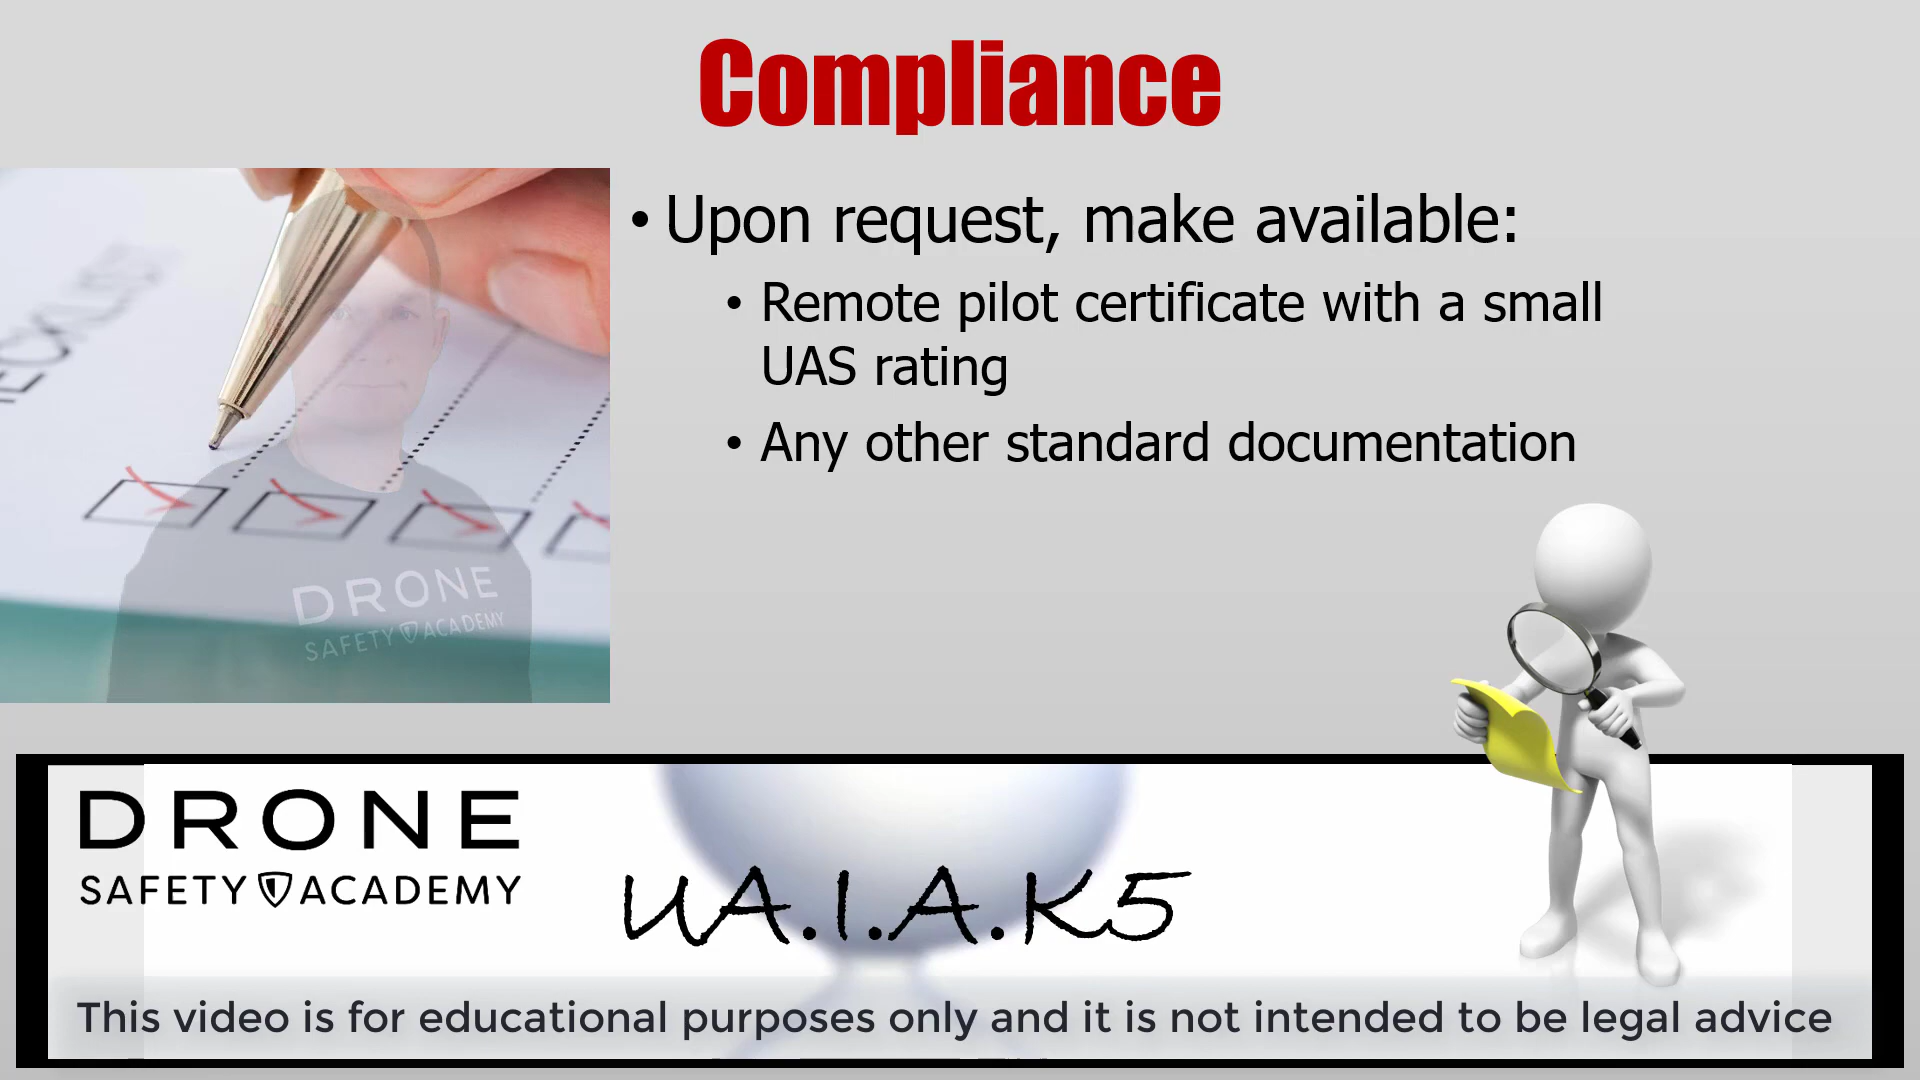 Compliance
• Upon request, make available:
• Remote pilot certificate with a small
UAS rating
• Any other standard documentation
DRONE
SAFETY ACADEMY
DRONE
SAFETY ACADEMY
UA.I.A.K5
This video is for educational purposes only and it is not intended to be legal advice